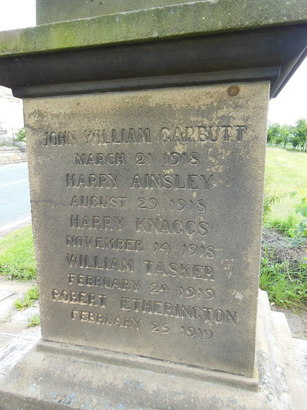 JOHN WILLIAM GARBUTT
MARCH 21 1918
HARRY AINSLEY
AUGUST 29 1918
HARRY KNAGGS
NOVEMBER 14 1918
WILLIAM TASKER
FEBRUARY 24 1919
ROBERT ETHERINGTON
FEBRUARY 25 1919